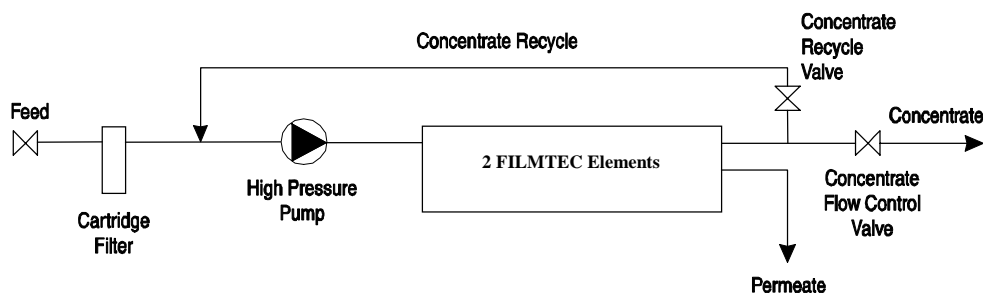 Concentrate
Recycle
Valve
Concentrate Recycle
Feed
Concentrate
2 FILMTEC Elements
High Pressure
Pump
Concentrate
Flow Control
Valve
Cartridge
Filter
Permeate